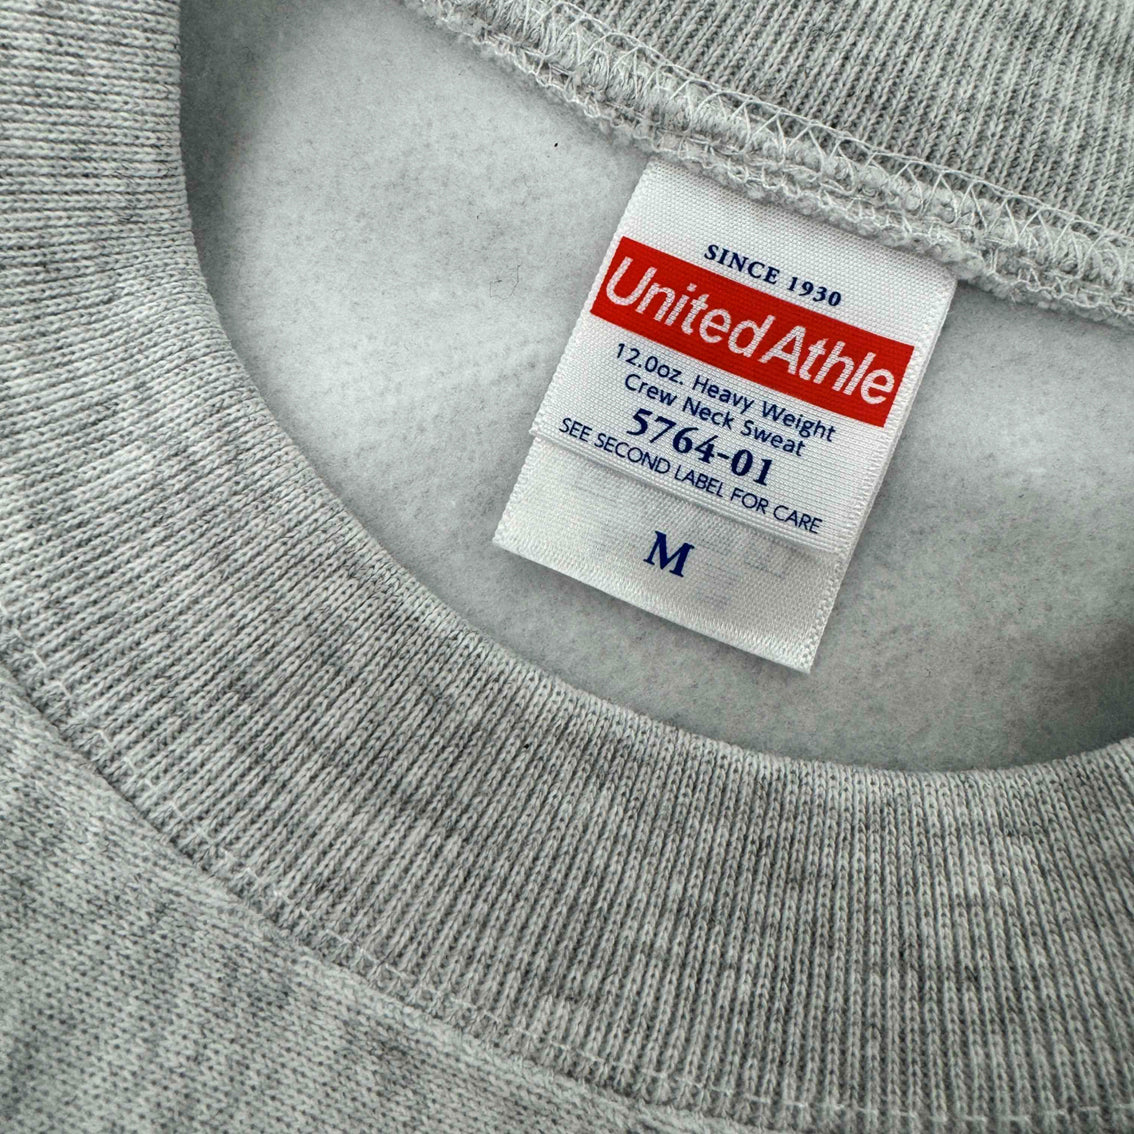 SINCE 1930
United Athle
12.0oz. Heavy Weight
Crew Neck Sweat
5764-01
SEE SECOND LABEL FOR CARE
M